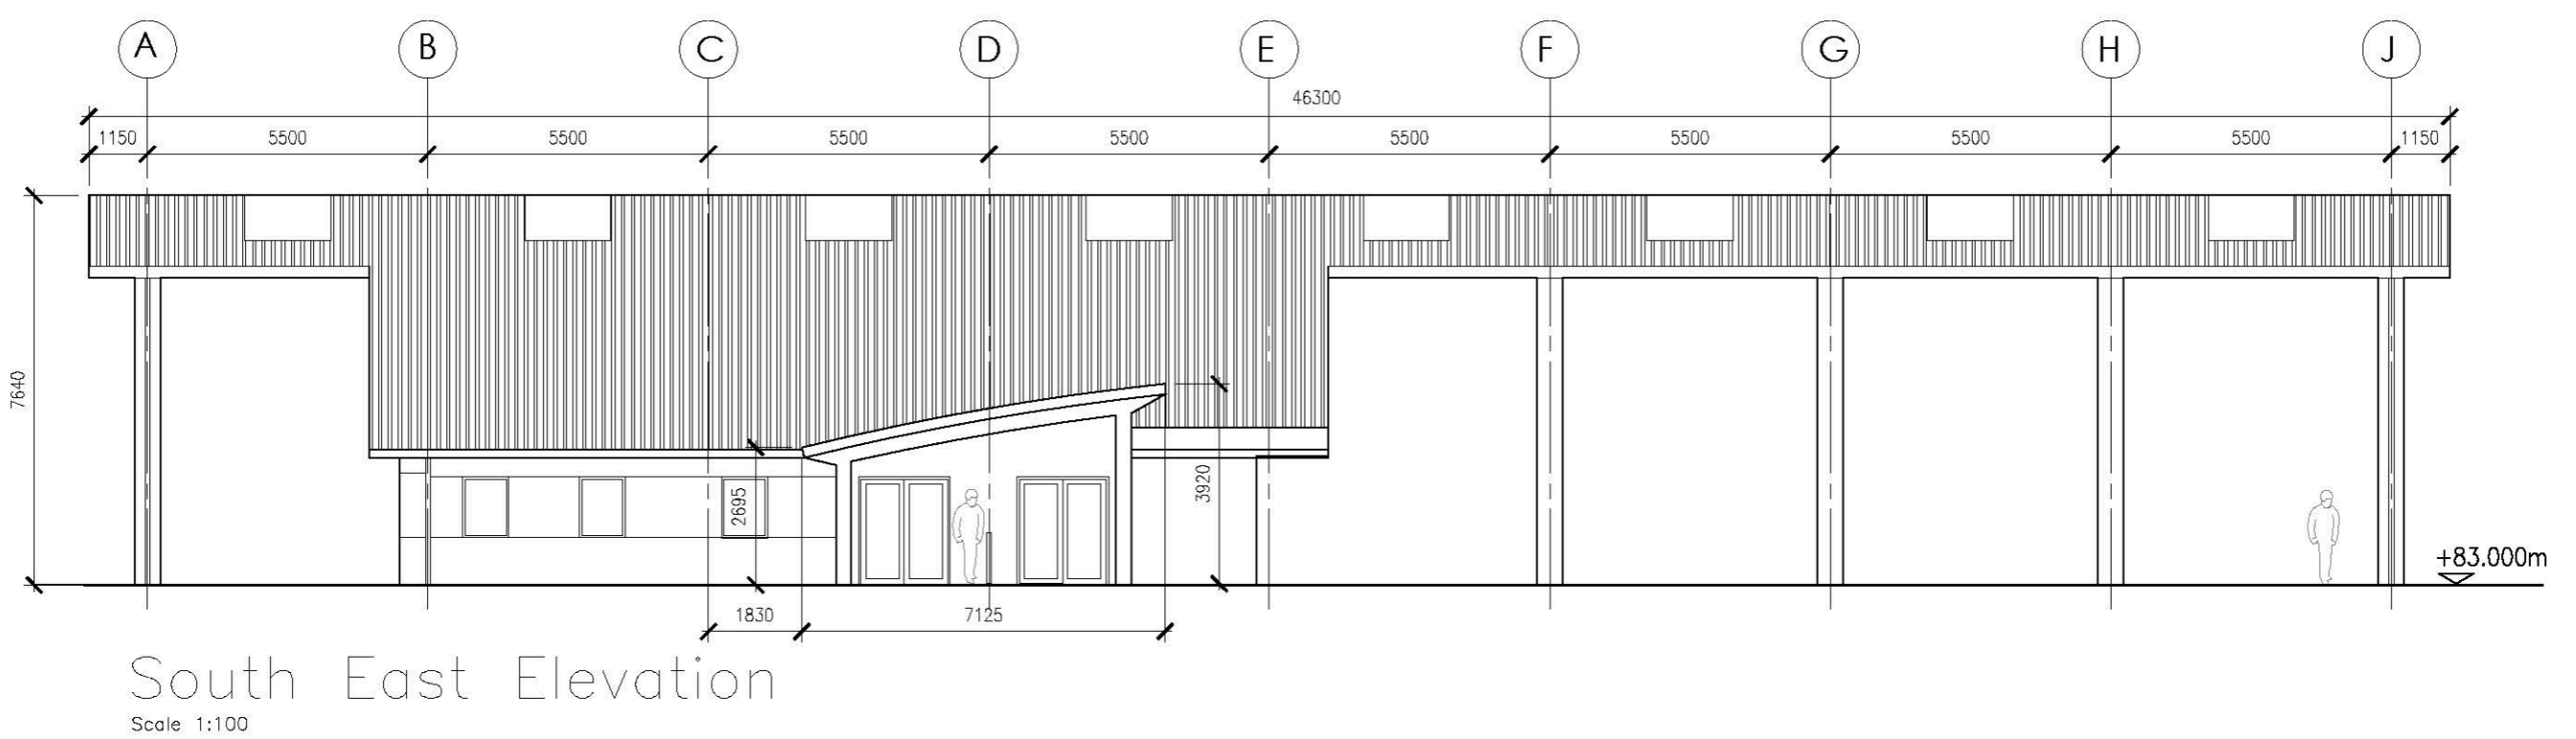 A B C D E F G H J
46300
1150 5500 5500 5500 5500 5500 5500 5500 5500 1150
7640
2695
3920
+83.000m
1830 7125
South East Elevation
Scale 1:100